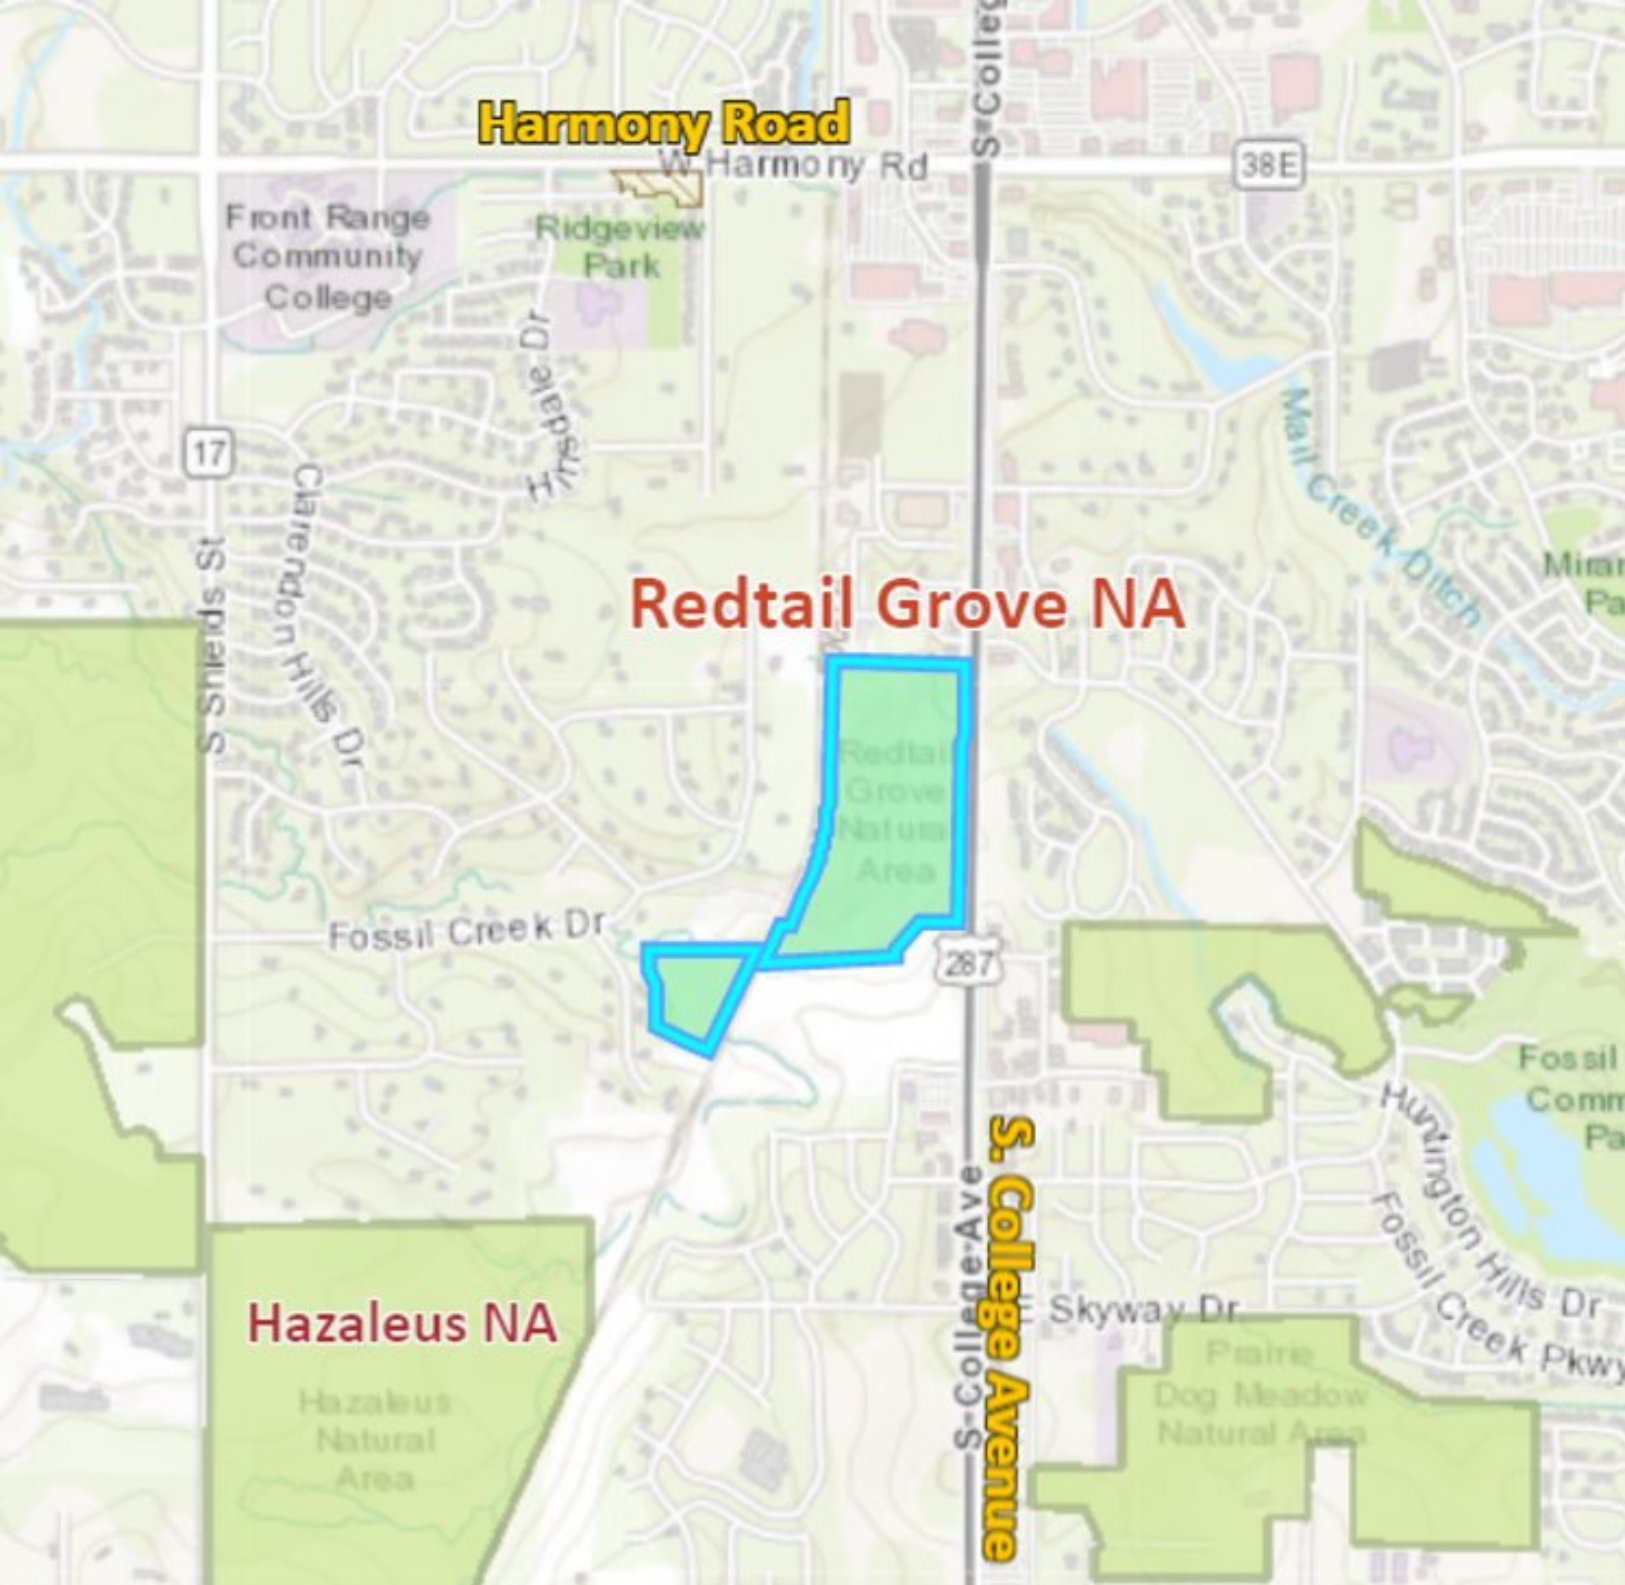 S College
Harmony Road
W Harmony Rd
38E
Front Range
Community
College
Ridgeview
Park
Hinsdale Dr
17
Clarendon Hills Dr
S Shields St
Mail Creek Ditch
Redtail Grove NA
Redtail
Grove
Natural
Area
Fossil Creek Dr
287
Fossil
Huntington Hills Dr
Fossil Creek Pkwy
S College Ave
S. College Avenue
E Skyway Dr
Hazaleus NA
Hazaleus
Natural
Area
Prairie
Dog Meadow
Natural Area